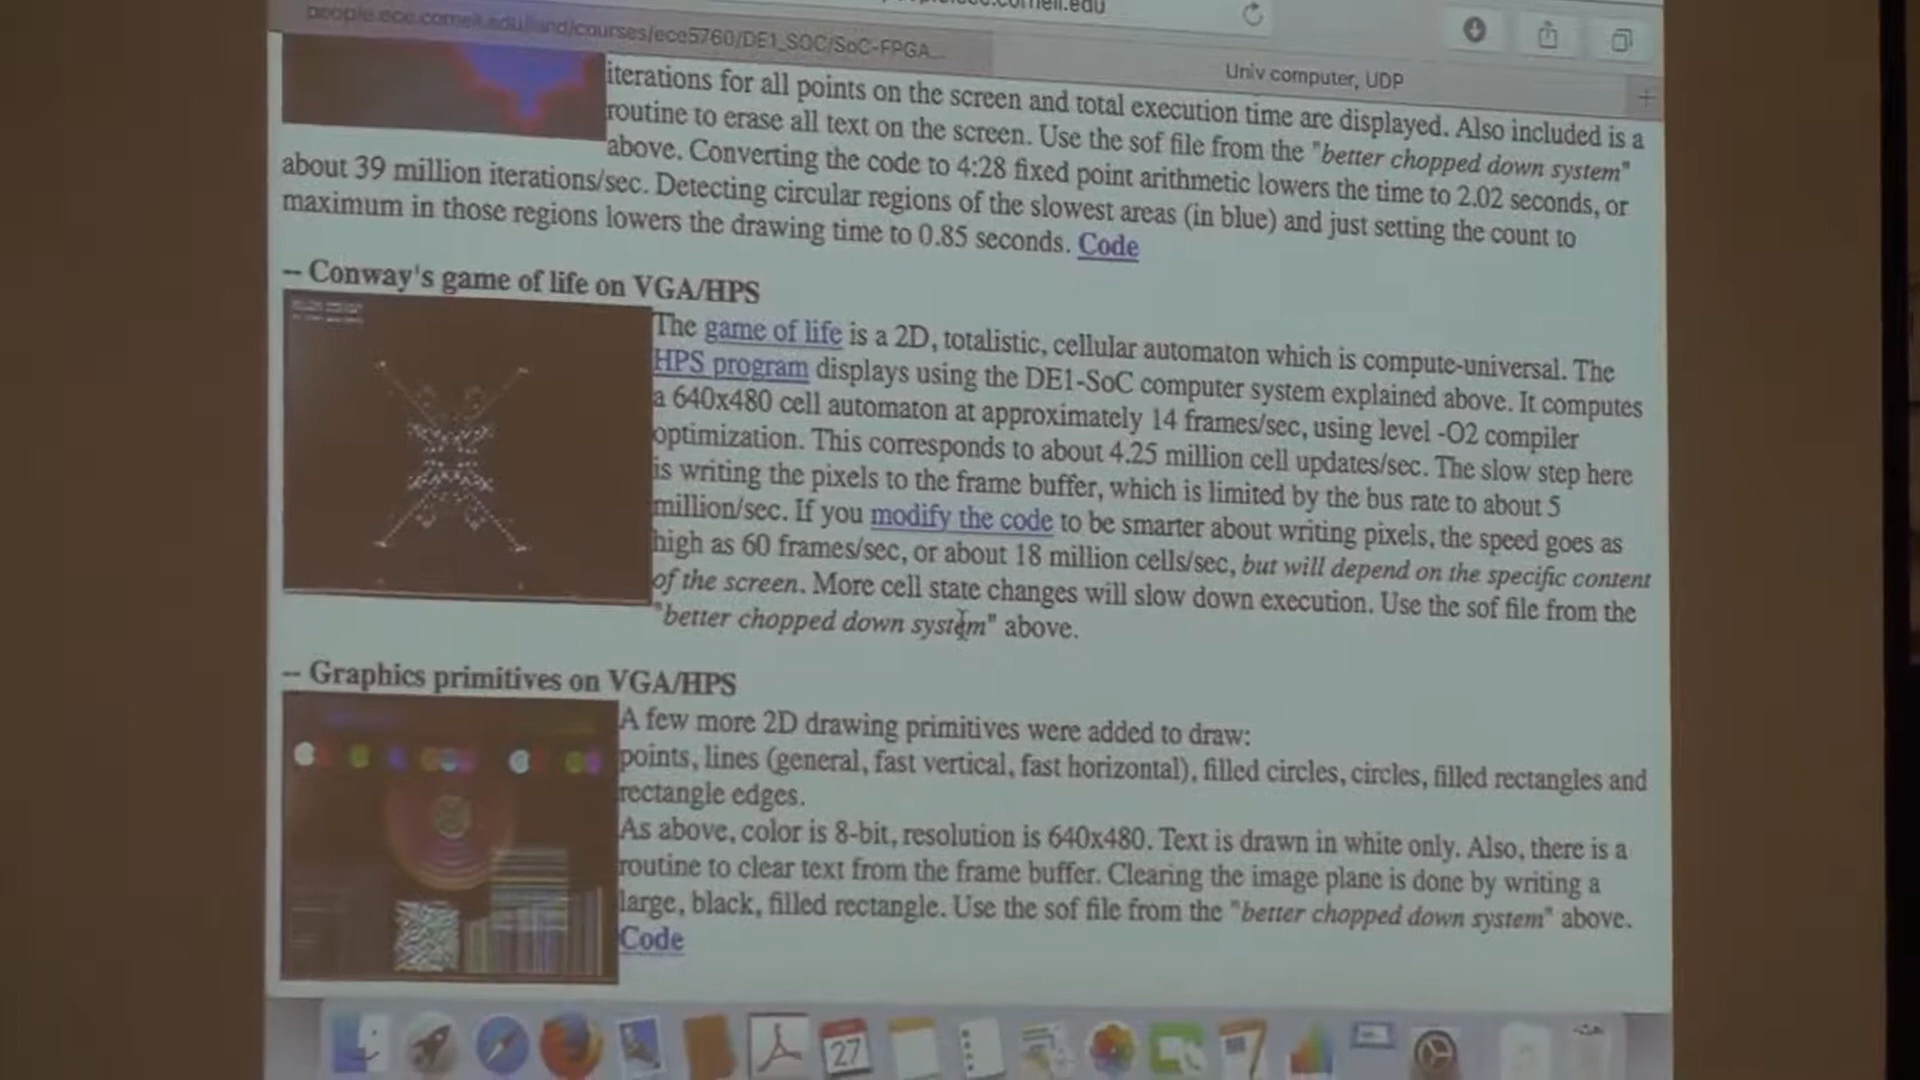 people.ece.cornell.edu/land/courses/ece5760/DE1_SOC/SoC-FPGA...
.cornell.edu
Univ computer, UDP
iterations for all points on the screen and total execution time are displayed. Also included is a
routine to erase all text on the screen. Use the sof file from the "better chopped down system"
above. Converting the code to 4:28 fixed point arithmetic lowers the time to 2.02 seconds, or
about 39 million iterations/sec. Detecting circular regions of the slowest areas (in blue) and just setting the count to
maximum in those regions lowers the drawing time to 0.85 seconds. Code
-- Conway's game of life on VGA/HPS
The game of life is a 2D, totalistic, cellular automaton which is compute-universal. The
HPS program displays using the DE1-SoC computer system explained above. It computes
a 640x480 cell automaton at approximately 14 frames/sec, using level -O2 compiler
optimization. This corresponds to about 4.25 million cell updates/sec. The slow step here
is writing the pixels to the frame buffer, which is limited by the bus rate to about 5
million/sec. If you modify the code to be smarter about writing pixels, the speed goes as
high as 60 frames/sec, or about 18 million cells/sec, but will depend on the specific content
of the screen. More cell state changes will slow down execution. Use the sof file from the
"better chopped down system" above.
-- Graphics primitives on VGA/HPS
A few more 2D drawing primitives were added to draw:
points, lines (general, fast vertical, fast horizontal), filled circles, circles, filled rectangles and
rectangle edges.
As above, color is 8-bit, resolution is 640x480. Text is drawn in white only. Also, there is a
routine to clear text from the frame buffer. Clearing the image plane is done by writing a
large, black, filled rectangle. Use the sof file from the "better chopped down system" above.
Code
27